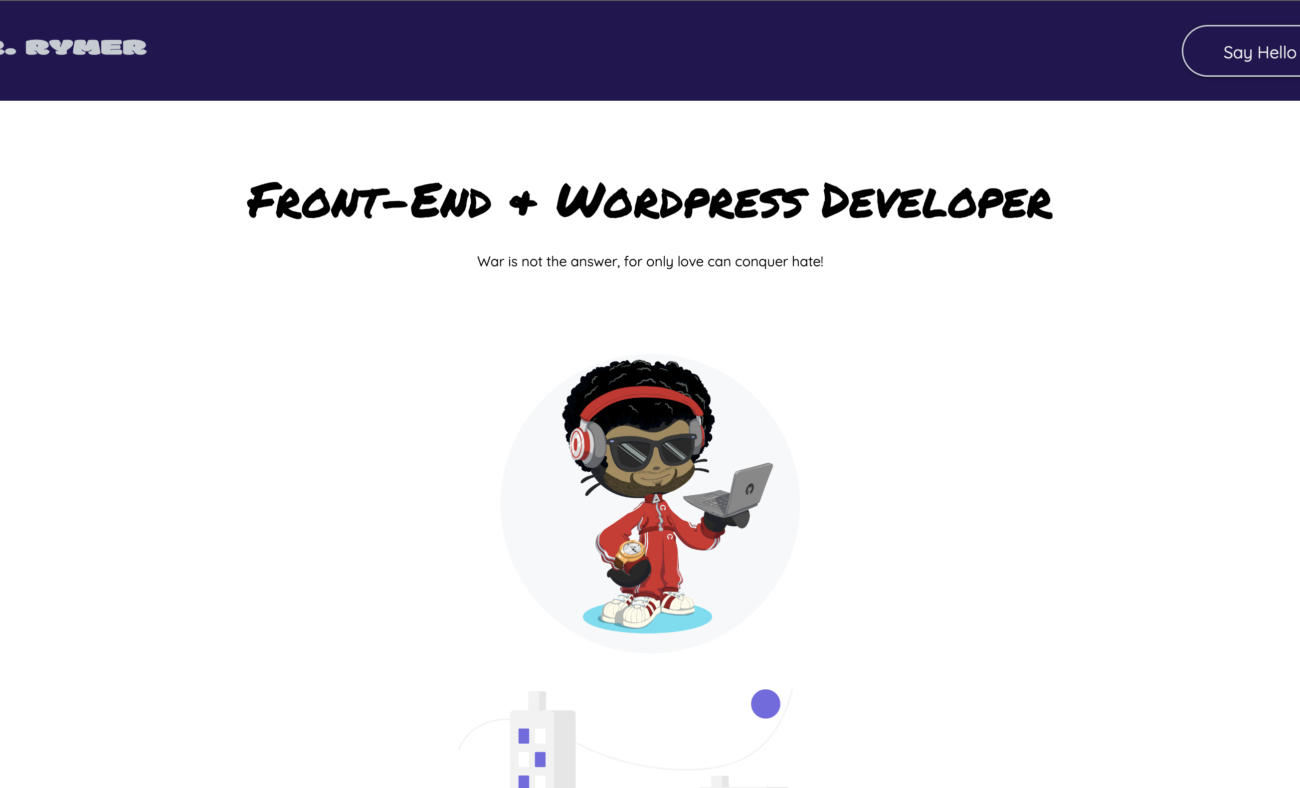 RYMER
Say Hello
Front-End & Wordpress Developer
War is not the answer, for only love can conquer hate!